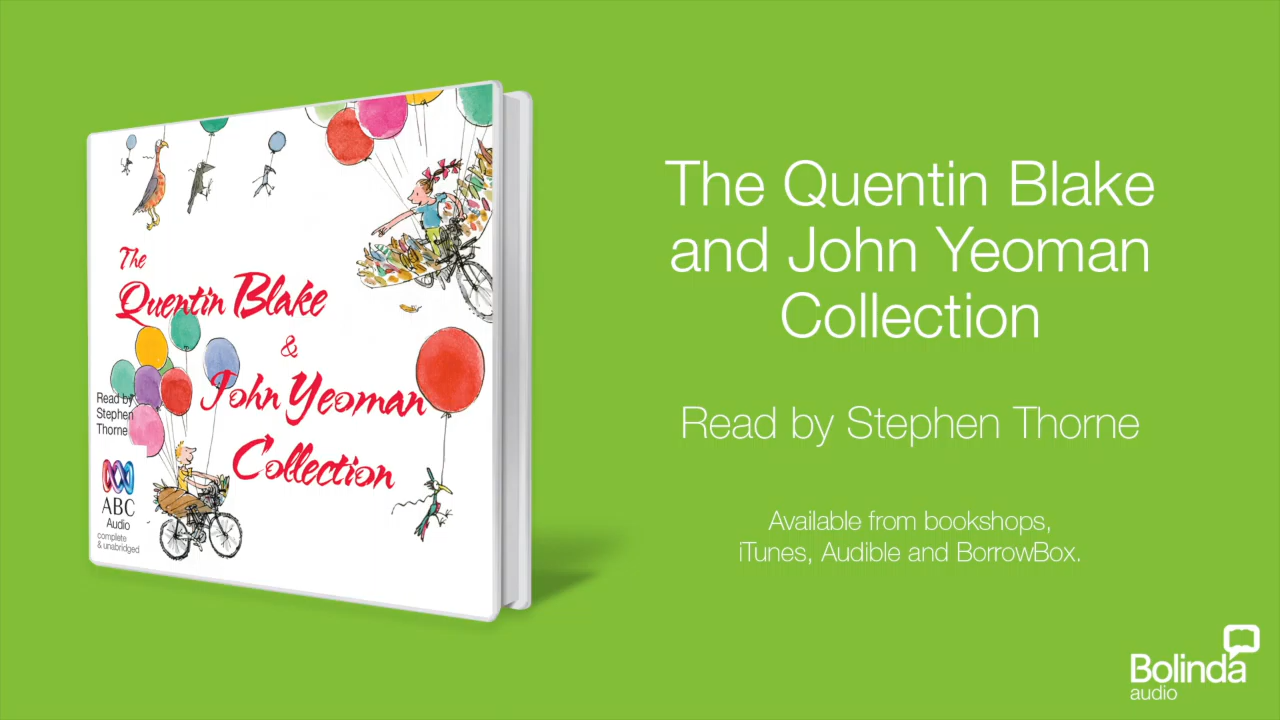 The
Quentin Blake
&
John Yeoman
Collection
Read by
Stephen
Thorne
ABC
Audio
complete
& unabridged
The Quentin Blake
and John Yeoman
Collection
Read by Stephen Thorne
Available from bookshops,
iTunes, Audible and BorrowBox.
Bolinda
audio